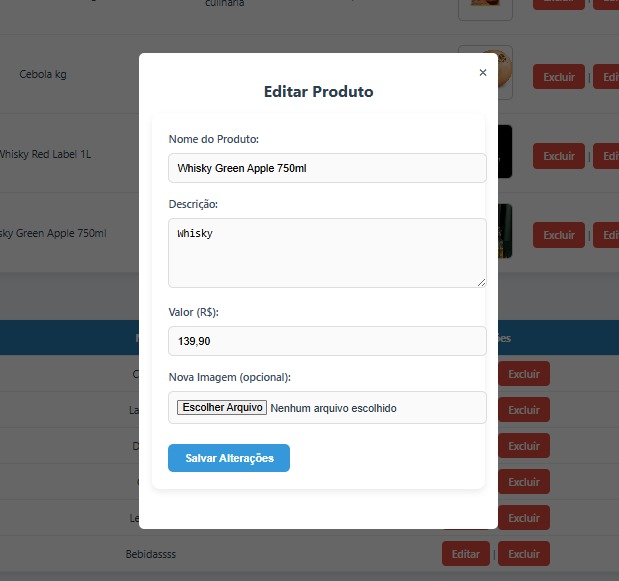 culinária
Excluir | Edi
×
Editar Produto
Cebola kg
Excluir | Edi
Nome do Produto:
Whisky Green Apple 750ml
Whisky Red Label 1L
Excluir | Edi
Descrição:
Whisky
sky Green Apple 750ml
Excluir | Edi
Valor (R$):
139,90
ões
Nova Imagem (opcional):
Excluir
Escolher Arquivo Nenhum arquivo escolhido
La
Excluir
D
Excluir
Salvar Alterações
Excluir
Le
Excluir
Bebidassss
Editar | Excluir